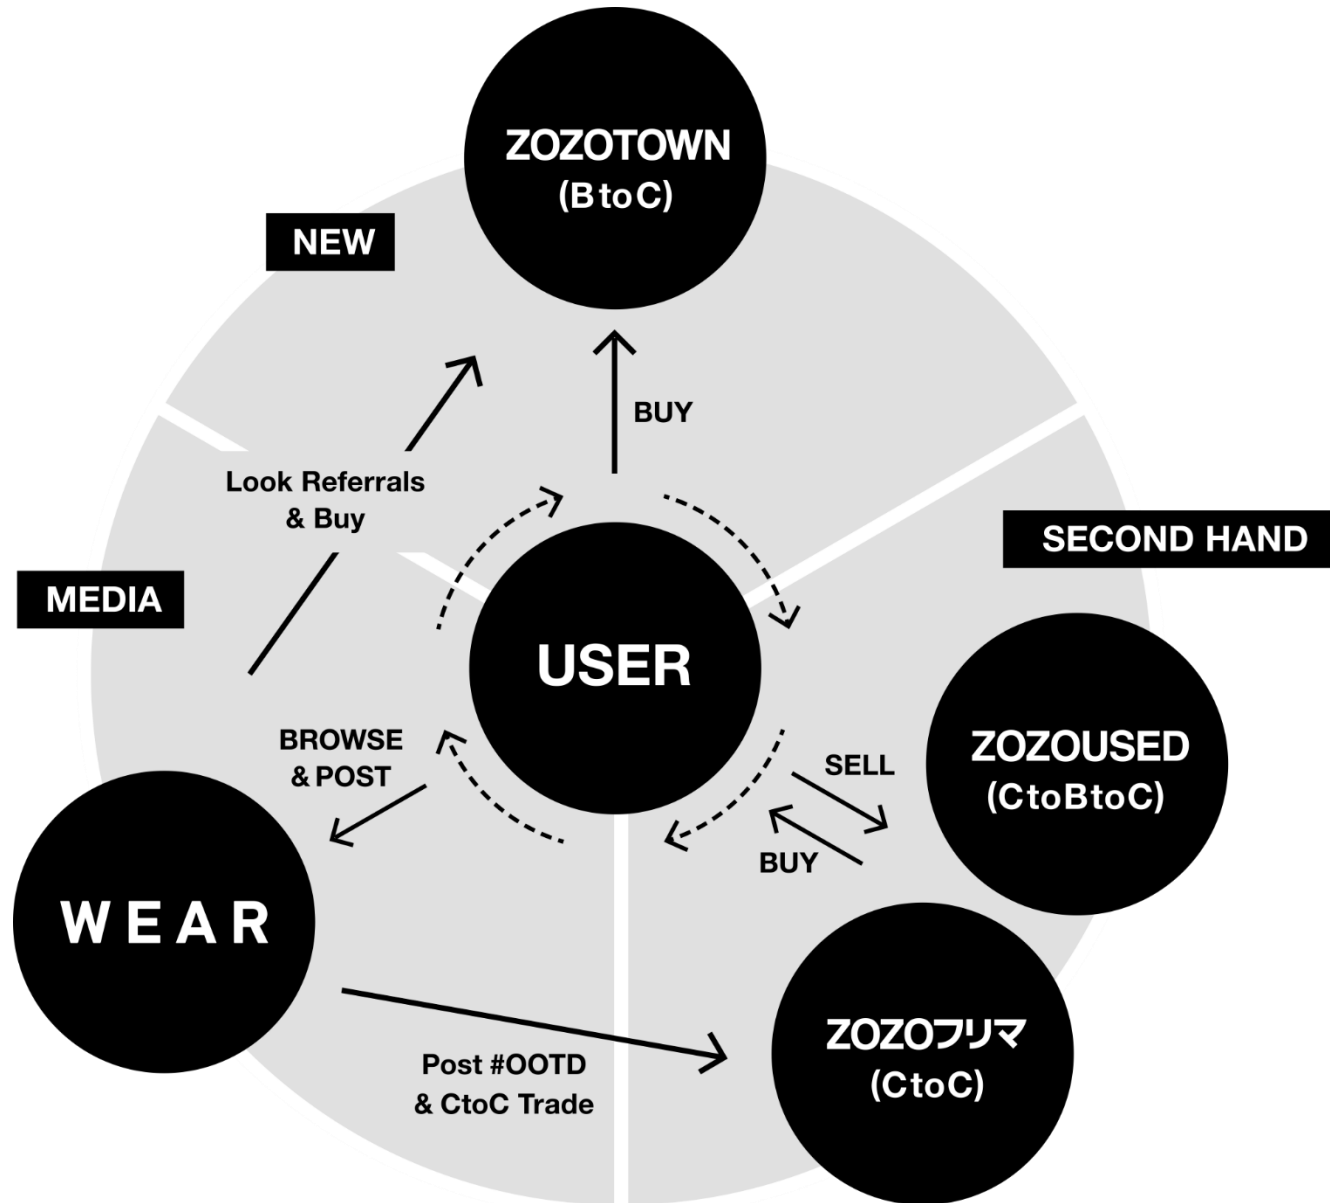 ZOZOTOWN
(BtoC)
NEW
BUY
Look Referrals
& Buy
SECOND HAND
MEDIA
USER
BROWSE
& POST
SELL
BUY
ZOZOUSED
(CtoBtoC)
WEAR
Post #OOTD
& CtoC Trade
ZOZOフリマ
(CtoC)